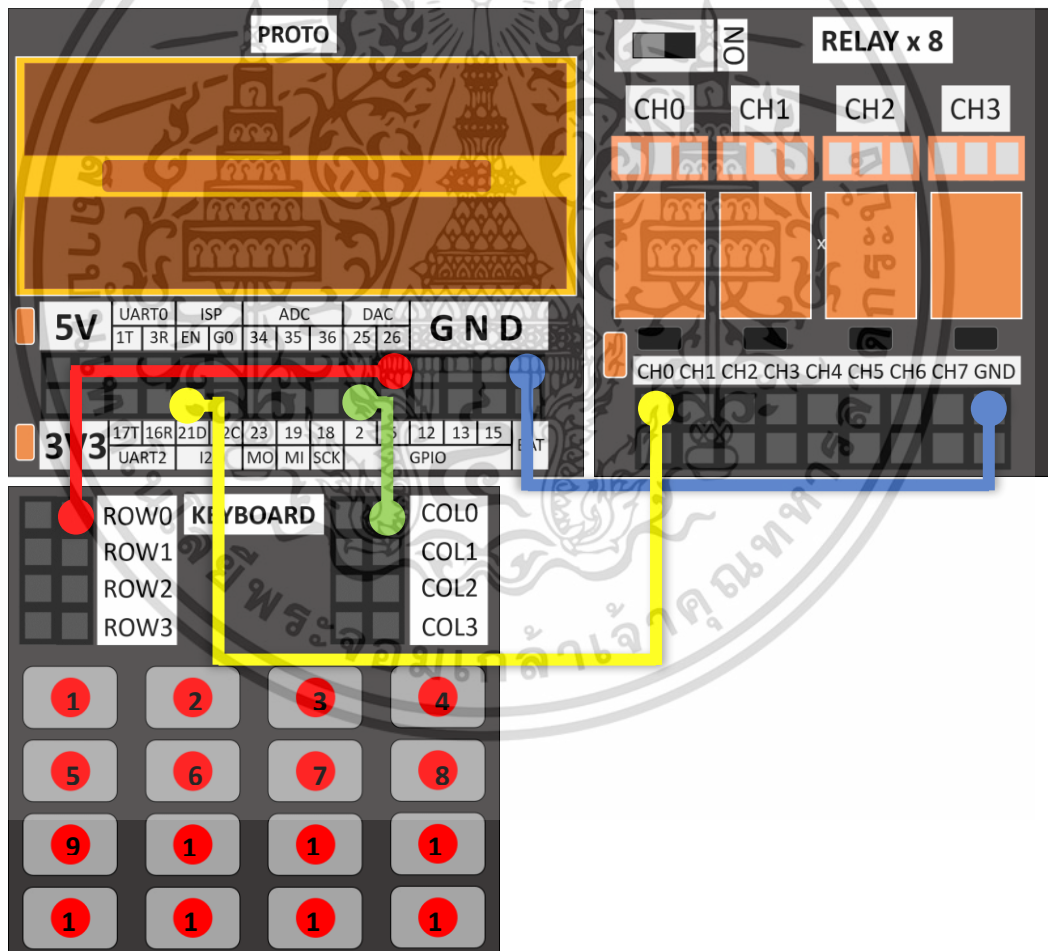 PROTO
5V
UART0 ISP ADC DAC
1T 3R EN G0 34 35 36 25 26
G N D
3V3
17T 16R 21D 23 19 18 2 12 13 15
UART2 MO MI SCK GPIO
NO
RELAY x 8
CH0 CH1 CH2 CH3
x
CH0 CH1 CH2 CH3 CH4 CH5 CH6 CH7 GND
KEYBOARD
ROW0
ROW1
ROW2
ROW3
COL0
COL1
COL2
COL3
1 2 3 4
5 6 7 8
9 1 1 1
1 1 1 1